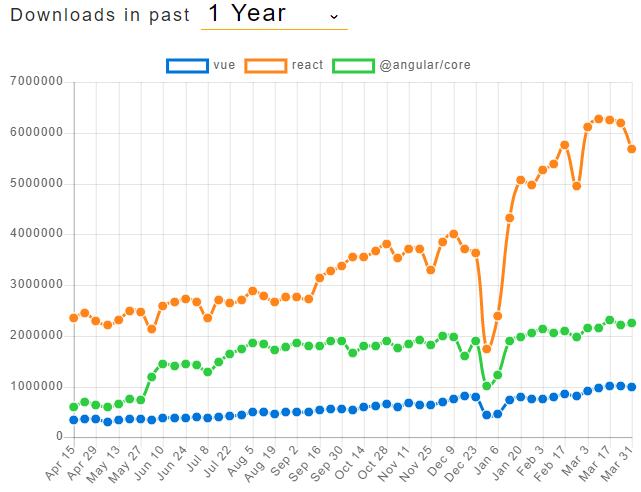 Downloads in past 1 Year
vue react @angular/core
7000000
6000000
5000000
4000000
3000000
2000000
1000000
0
Apr 15 Apr 29 May 13 May 27 Jun 10 Jun 24 Jul 8 Jul 22 Aug 5 Aug 19 Sep 2 Sep 16 Sep 30 Oct 14 Oct 28 Nov 11 Nov 25 Dec 9 Dec 23 Jan 6 Jan 20 Feb 3 Feb 17 Mar 3 Mar 17 Mar 31